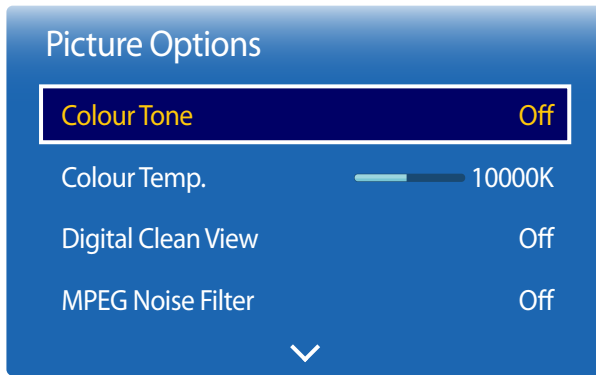 Picture Options
Colour Tone Off
Colour Temp. 10000K
Digital Clean View Off
MPEG Noise Filter Off